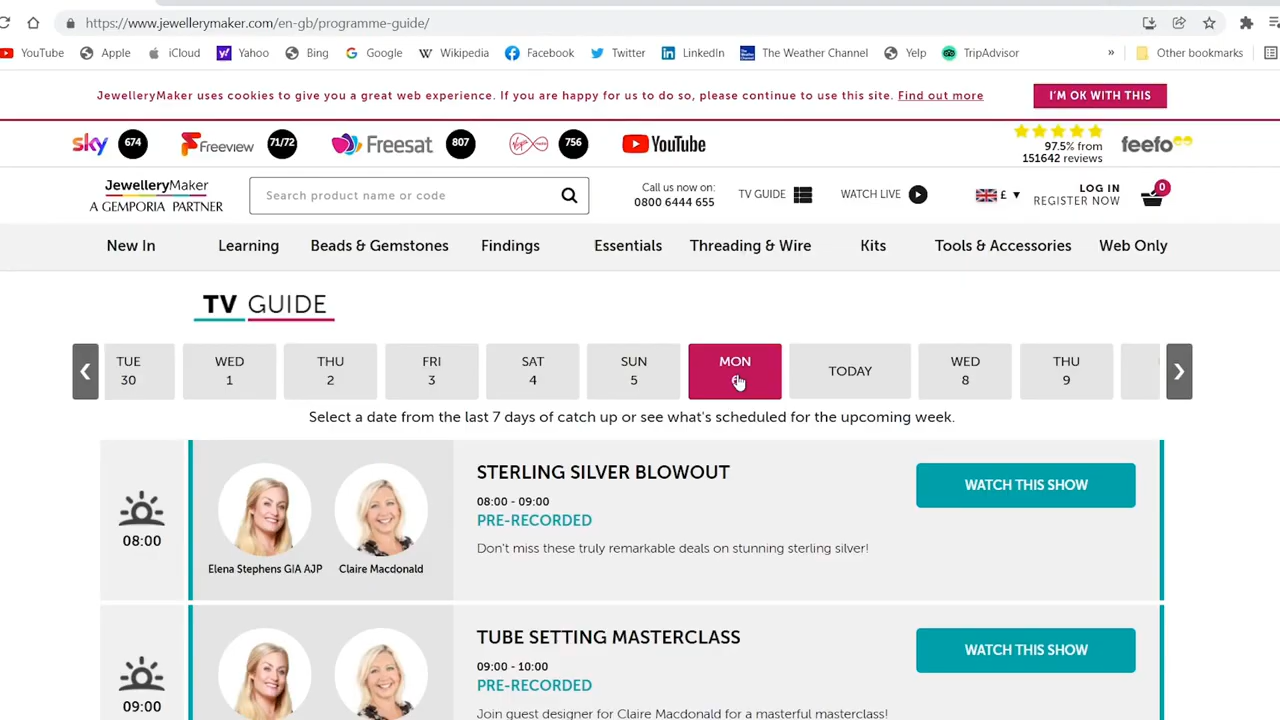 https://www.jewellerymaker.com/en-gb/programme-guide/
YouTube Apple iCloud Yahoo Bing Google Wikipedia Facebook Twitter LinkedIn The Weather Channel Yelp TripAdvisor » Other bookmarks
JewelleryMaker uses cookies to give you a great web experience. If you are happy for us to do so, please continue to use this site. Find out more
I'M OK WITH THIS
sky 674 Freeview 71/72 Freesat 807 Virgin media 756 YouTube
97.5% from
151642 reviews
feefo
JewelleryMaker
A GEMPORIA PARTNER
Search product name or code
Call us now on:
0800 6444 655
TV GUIDE
WATCH LIVE
£ ▼
LOG IN
REGISTER NOW
0
New In Learning Beads & Gemstones Findings Essentials Threading & Wire Kits Tools & Accessories Web Only
TV GUIDE
TUE
30
WED
1
THU
2
FRI
3
SAT
4
SUN
5
MON
TODAY
WED
8
THU
9
Select a date from the last 7 days of catch up or see what's scheduled for the upcoming week.
08:00
Elena Stephens GIA AJP
Claire Macdonald
STERLING SILVER BLOWOUT
08:00 - 09:00
PRE-RECORDED
Don't miss these truly remarkable deals on stunning sterling silver!
WATCH THIS SHOW
09:00
TUBE SETTING MASTERCLASS
09:00 - 10:00
PRE-RECORDED
Join guest designer for Claire Macdonald for a masterful masterclass!
WATCH THIS SHOW